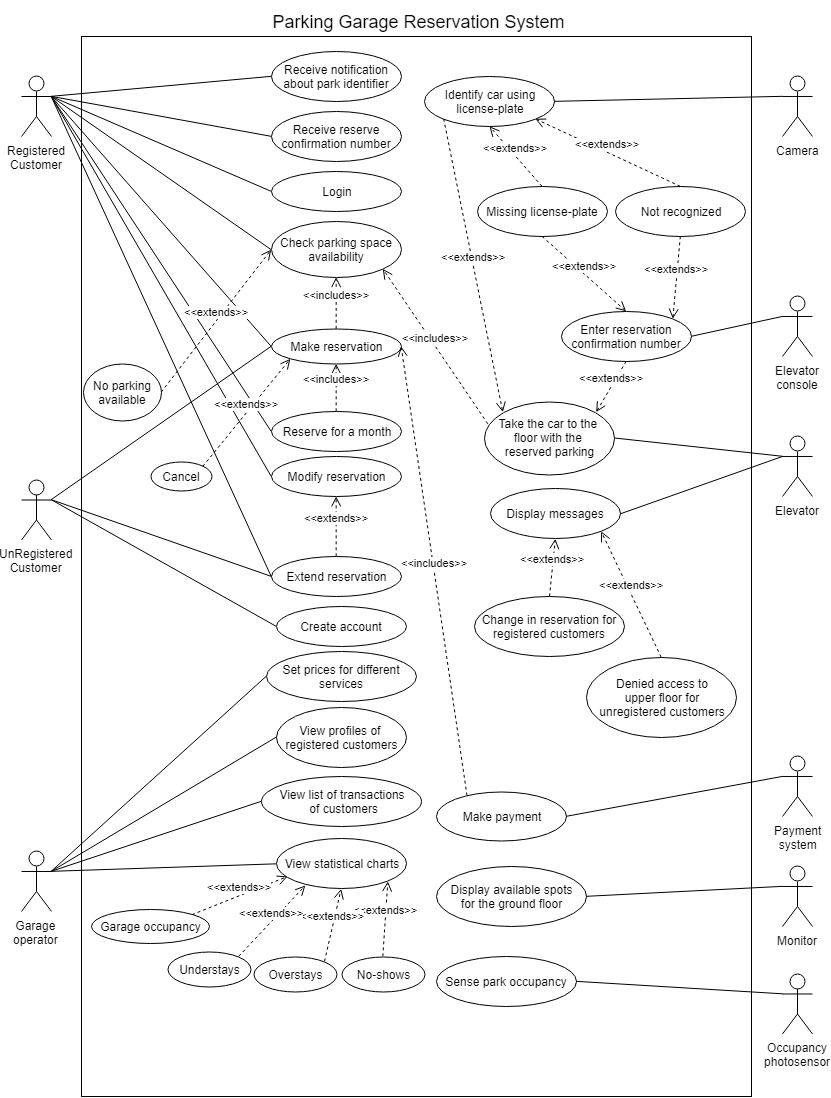 Parking Garage Reservation System
Receive notification
about park identifier
Identify car using
license-plate
Registered
Customer
Camera
Receive reserve
confirmation number
<<extends>>
<<extends>>
Login
Missing license-plate
Not recognized
Check parking space
availability
<<extends>>
<<extends>>
<<extends>>
<<includes>>
<<extends>>
Make reservation
<<includes>>
Enter reservation
confirmation number
Elevator
console
No parking
available
<<includes>>
<<extends>>
<<extends>>
Reserve for a month
Take the car to the
floor with the
reserved parking
Cancel
Modify reservation
Elevator
<<extends>>
Display messages
UnRegistered
Customer
<<extends>>
<<includes>>
Extend reservation
<<extends>>
Create account
Change in reservation for
registered customers
Set prices for different
services
Denied access to
upper floor for
unregistered customers
View profiles of
registered customers
View list of transactions
of customers
Make payment
Payment
system
View statistical charts
<<extends>>
Display available spots
for the ground floor
Garage
operator
Garage occupancy
<<extends>>
<<extends>>
<<extends>>
Monitor
Understays
Overstays
No-shows
Sense park occupancy
Occupancy
photosensor